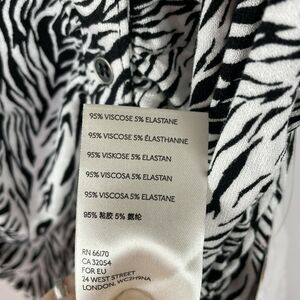 95% VISCOSE 5% ELASTANE
95% VISCOSE 5% ÉLASTHANNE
95% VISKOSE 5% ELASTAN
95% VISCOSA 5% ELASTAN
95% VISCOSA 5% ELASTANE
95% 粘胶 5% 氨纶
RN 66170
CA 32054
FOR EU
24 WEST STREET
LONDON, WC2H9NA